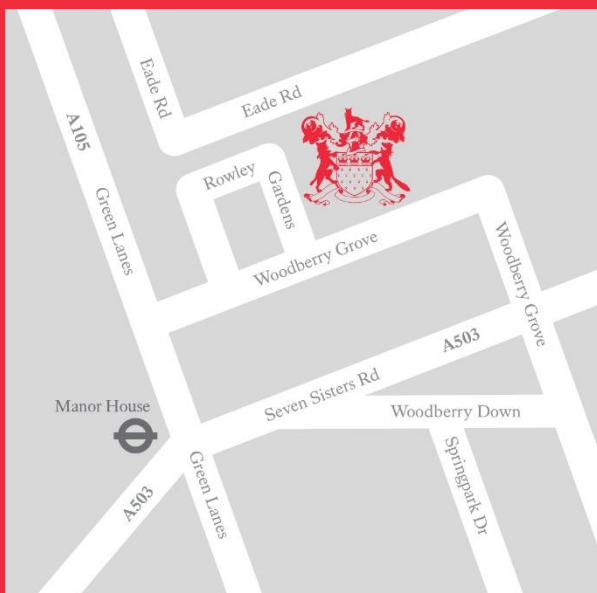 Eade Rd
Eade Rd
A105
Rowley
Gardens
Green Lanes
Woodberry Grove
Woodberry Grove
A503
Seven Sisters Rd
Manor House
Woodberry Down
Green Lanes
Springpark Dr
A503